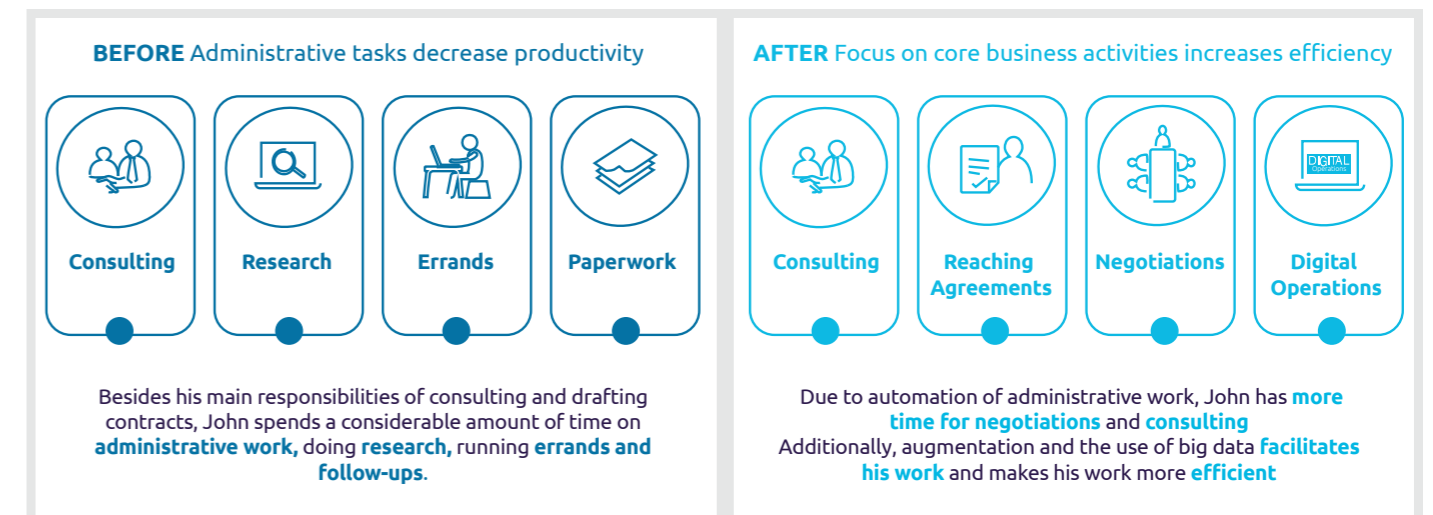 BEFORE Administrative tasks decrease productivity
Consulting
Research
Errands
Paperwork
Besides his main responsibilities of consulting and drafting
contracts, John spends a considerable amount of time on
administrative work, doing research, running errands and
follow-ups.
AFTER Focus on core business activities increases efficiency
DIGITAL
Operations
Consulting
Reaching
Agreements
Negotiations
Digital
Operations
Due to automation of administrative work, John has more
time for negotiations and consulting
Additionally, augmentation and the use of big data facilitates
his work and makes his work more efficient